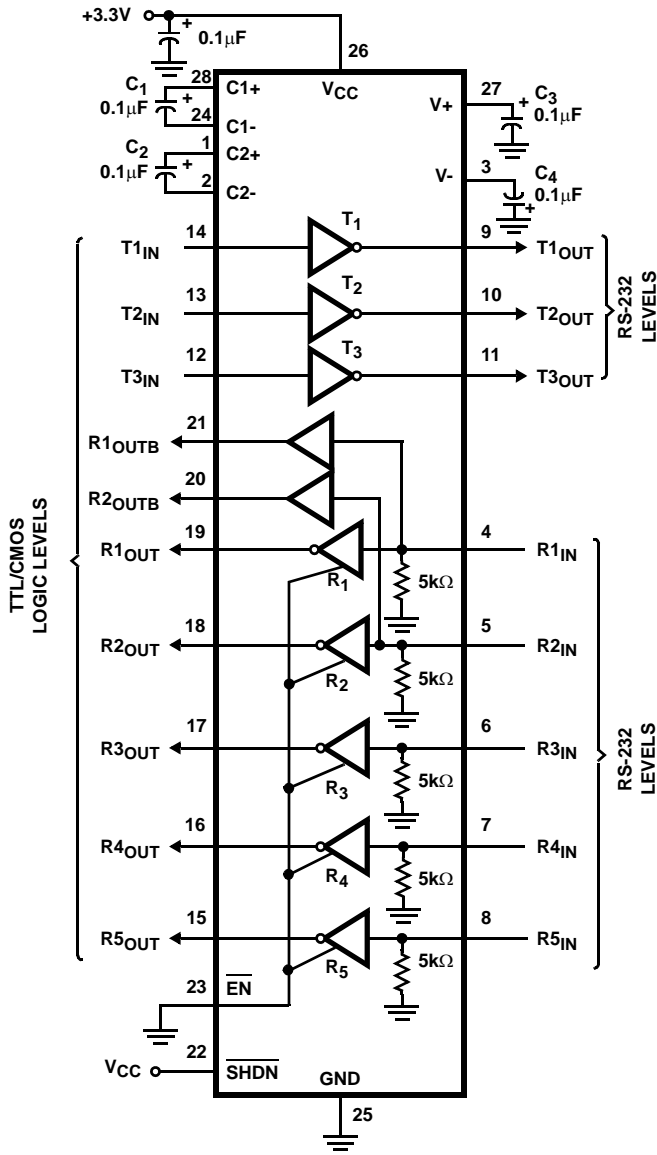 +3.3V
+
0.1μF
26
C1
0.1μF
+
28
C1+
VCC
24
C1-
V+
27
+
C3
0.1μF
C2
0.1μF
+
1
C2+
2
C2-
V-
3
C4
0.1μF
+
T1IN
14
T1
9
T1OUT
T2IN
13
T2
10
T2OUT
T3IN
12
T3
11
T3OUT
RS-232
LEVELS
R1OUTB
21
R2OUTB
20
R1OUT
19
R1
5kΩ
4
R1IN
R2OUT
18
R2
5kΩ
5
R2IN
R3OUT
17
R3
5kΩ
6
R3IN
R4OUT
16
R4
5kΩ
7
R4IN
R5OUT
15
R5
5kΩ
8
R5IN
TTL/CMOS
LOGIC LEVELS
RS-232
LEVELS
23
EN
VCC
22
SHDN
GND
25